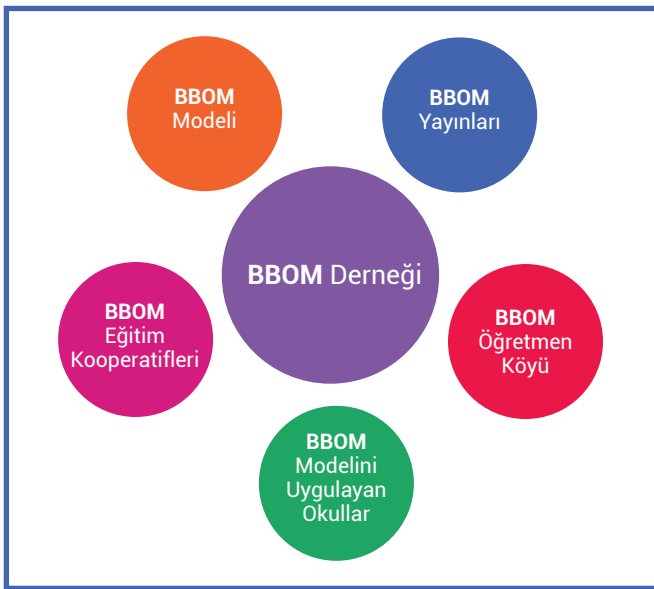 BBOM
Modeli
BBOM
Yayınları
BBOM Derneği
BBOM
Eğitim
Kooperatifleri
BBOM
Öğretmen
Köyü
BBOM
Modelini
Uygulayan
Okullar